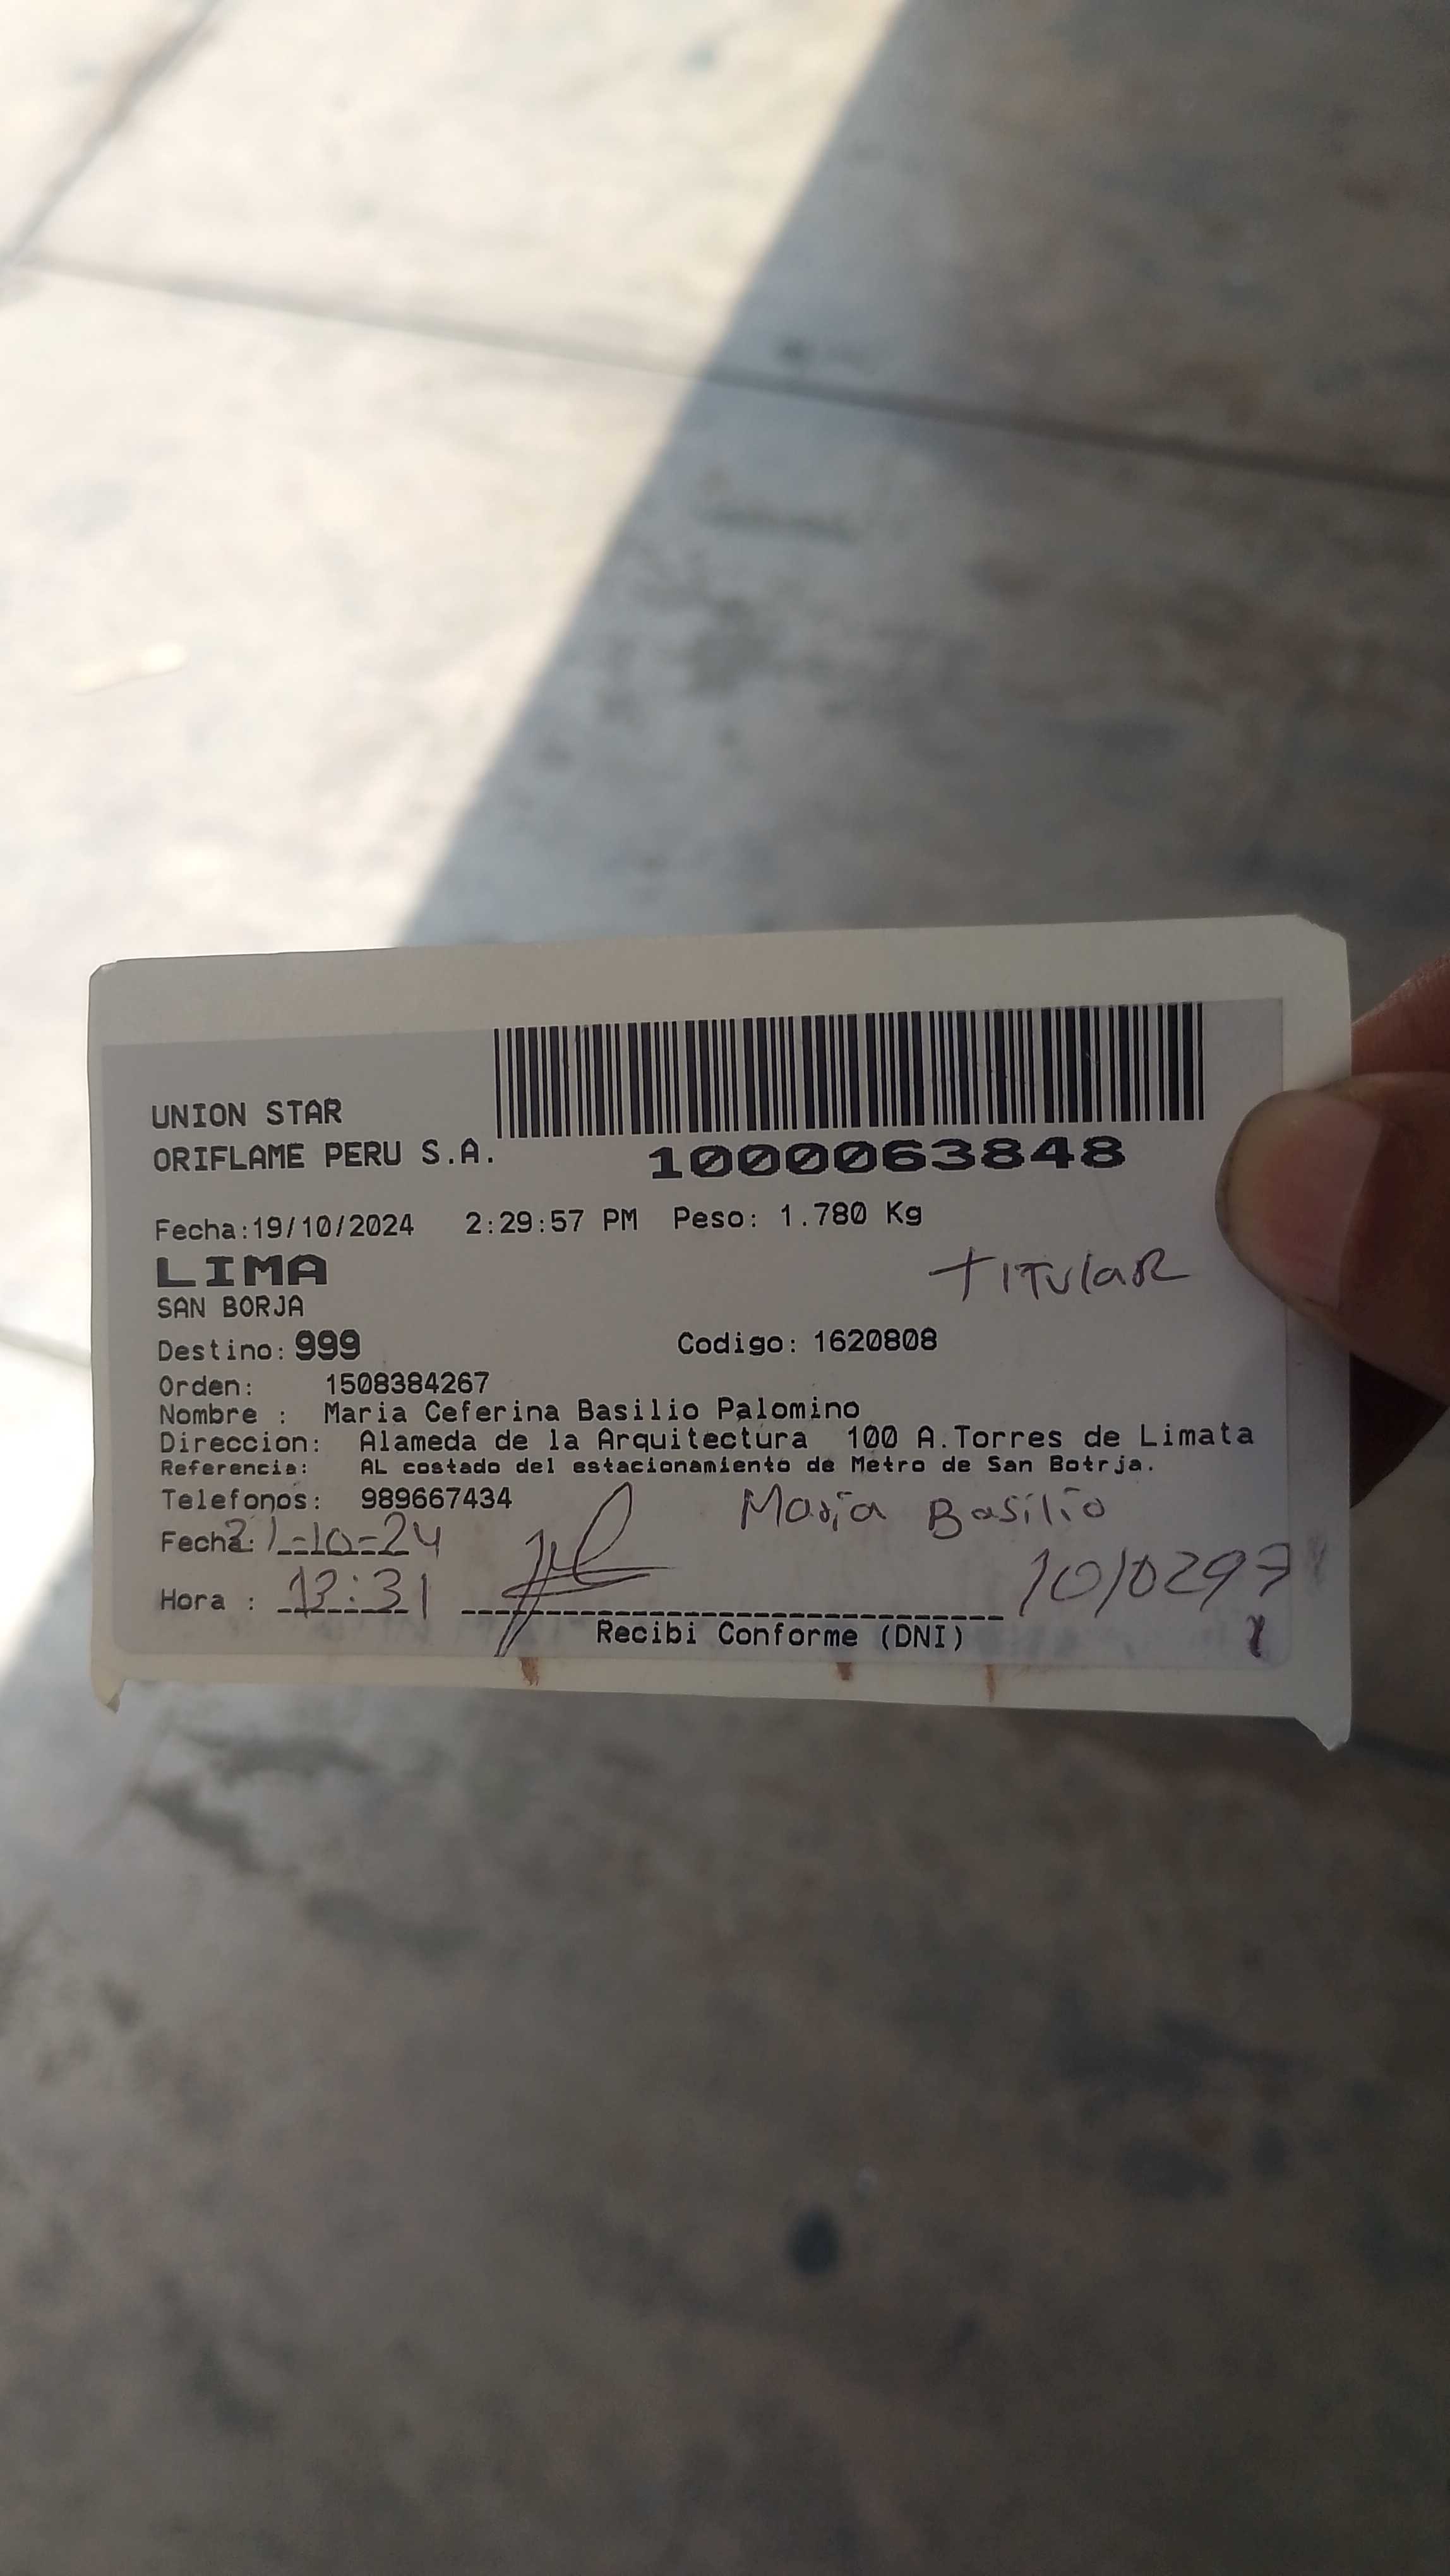 UNION STAR
ORIFLAME PERU S.A.
1000063848
Fecha:19/10/2024 2:29:57 PM Peso: 1.780 Kg
LIMA
TITULAR
SAN BORJA
Destino: 999 Codigo: 1620808
Orden: 1508384267
Nombre : Maria Ceferina Basilio Palomino
Direccion: Alameda de la Arquitectura 100 A.Torres de Limata
Referencia: AL costado del estacionamiento de Metro de San Botrja.
Telefonos: 989667434
Maria Basilio
Fecha: 21-10-24
Hora : 13:31
Recibi Conforme (DNI)